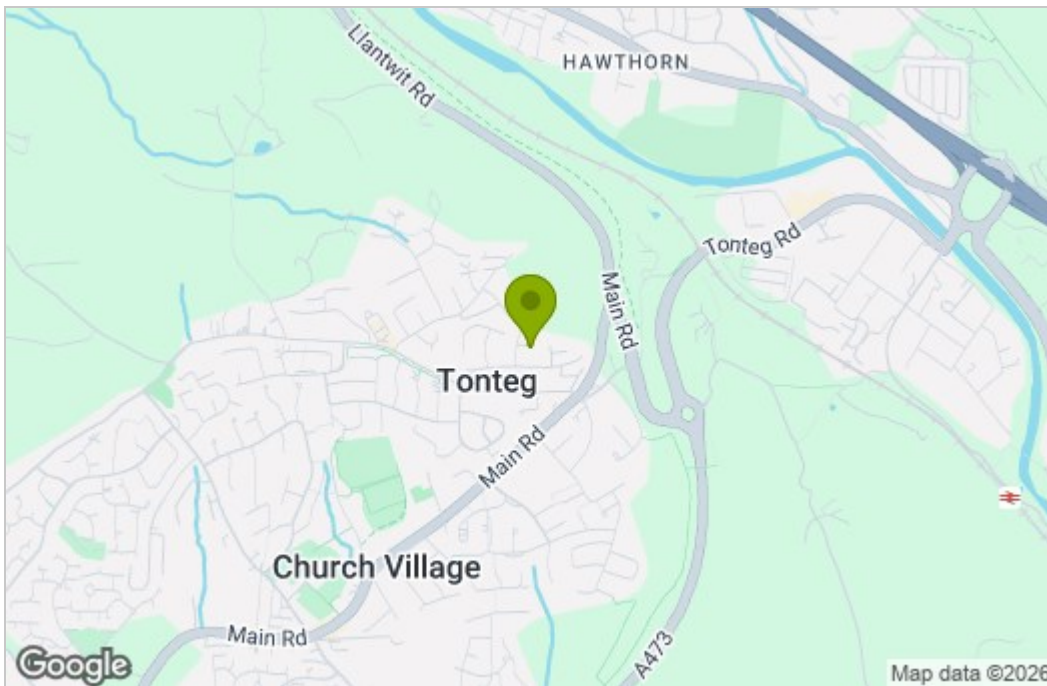 Llantwit Rd
HAWTHORN
Tonteg Rd
Main Rd
Tonteg
Main Rd
Church Village
Main Rd
A473
Google
Map data ©2026